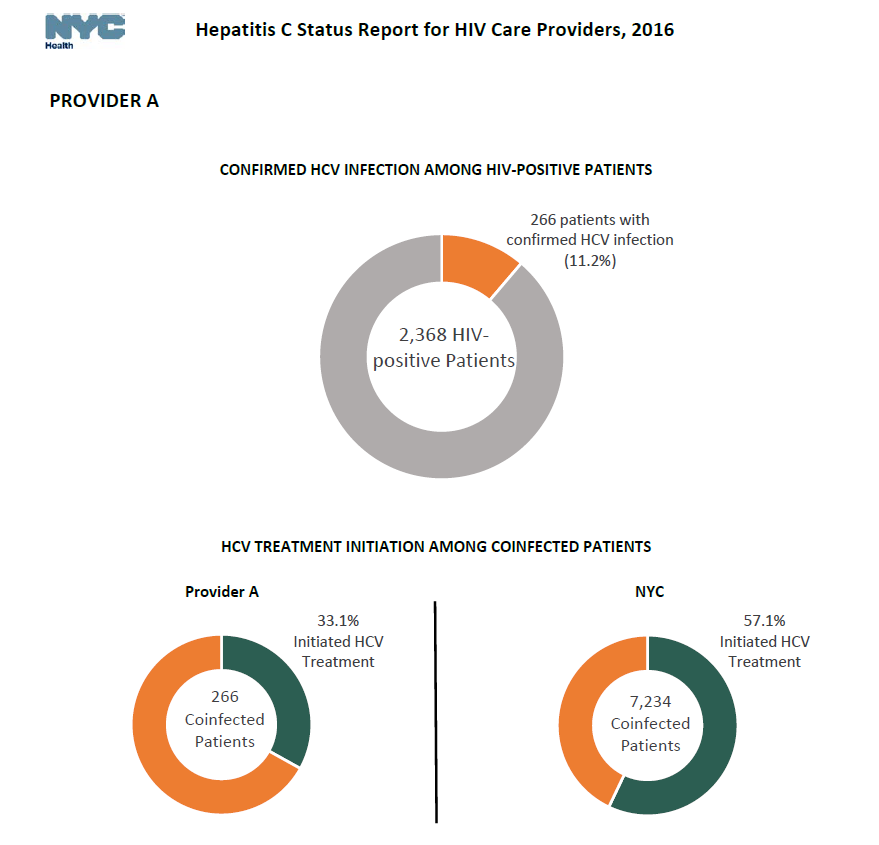 NYC
Health
Hepatitis C Status Report for HIV Care Providers, 2016
PROVIDER A
CONFIRMED HCV INFECTION AMONG HIV-POSITIVE PATIENTS
266 patients with
confirmed HCV infection
(11.2%)
2,368 HIV-
positive Patients
HCV TREATMENT INITIATION AMONG COINFECTED PATIENTS
Provider A
33.1%
Initiated HCV
Treatment
266
Coinfected
Patients
NYC
57.1%
Initiated HCV
Treatment
7,234
Coinfected
Patients